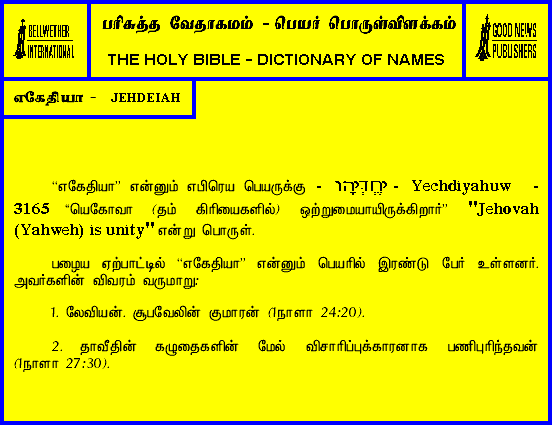 BELLWETHER
INTERNATIONAL
பரிசுத்த வேதாகமம் - பெயர் பொருள்விளக்கம்
THE HOLY BIBLE - DICTIONARY OF NAMES
GOOD NEWS
PUBLISHERS
எகேதியா - JEHDEIAH
“எகேதியா” என்னும் எபிரெய பெயருக்கு - יֶחְדְּיָהוּ - Yechdiyahuw -
3165 “யெகோவா (தம் கிரியைகளில்) ஒற்றுமையாயிருக்கிறார்” "Jehovah
(Yahweh) is unity" என்று பொருள்.
பழைய ஏற்பாட்டில் “எகேதியா” என்னும் பெயரில் இரண்டு பேர் உள்ளனர்.
அவர்களின் விவரம் வருமாறு:
1. லேவியன். சூபவேலின் குமாரன் (1நாளா 24:20).
2. தாவீதின் கழுதைகளின் மேல் விசாரிப்புக்காரனாக பணிபுரிந்தவன்
(1நாளா 27:30).